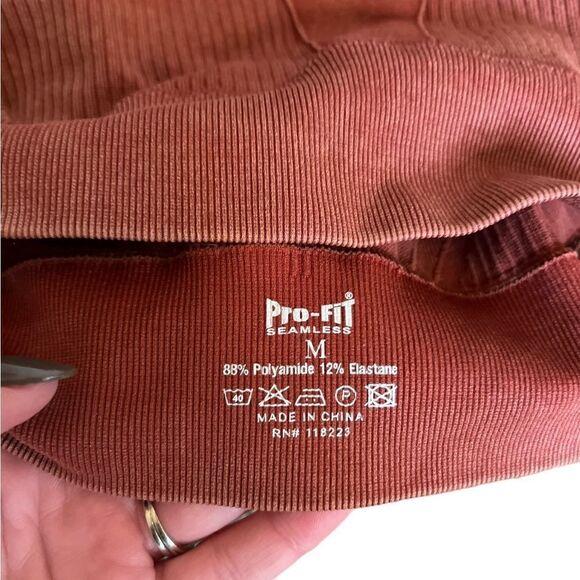 Pro-FiT®
SEAMLESS
M
88% Polyamide 12% Elastane
40 P
MADE IN CHINA
RN# 118223